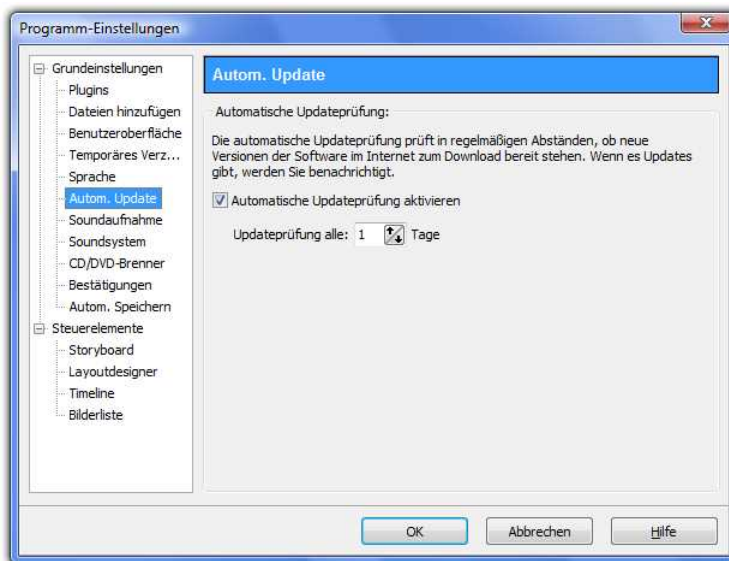 Programm-Einstellungen
Grundeinstellungen
Plugins
Dateien hinzufügen
Benutzeroberfläche
Temporäres Verz...
Sprache
Autom. Update
Soundaufnahme
Soundsystem
CD/DVD-Brenner
Bestätigungen
Autom. Speichern
Steuerelemente
Storyboard
Layoutdesigner
Timeline
Bilderliste
Autom. Update
Automatische Updateprüfung:
Die automatische Updateprüfung prüft in regelmäßigen Abständen, ob neue
Versionen der Software im Internet zum Download bereit stehen. Wenn es Updates
gibt, werden Sie benachrichtigt.
Automatische Updateprüfung aktivieren
Updateprüfung alle: 1 Tage
OK Abbrechen Hilfe